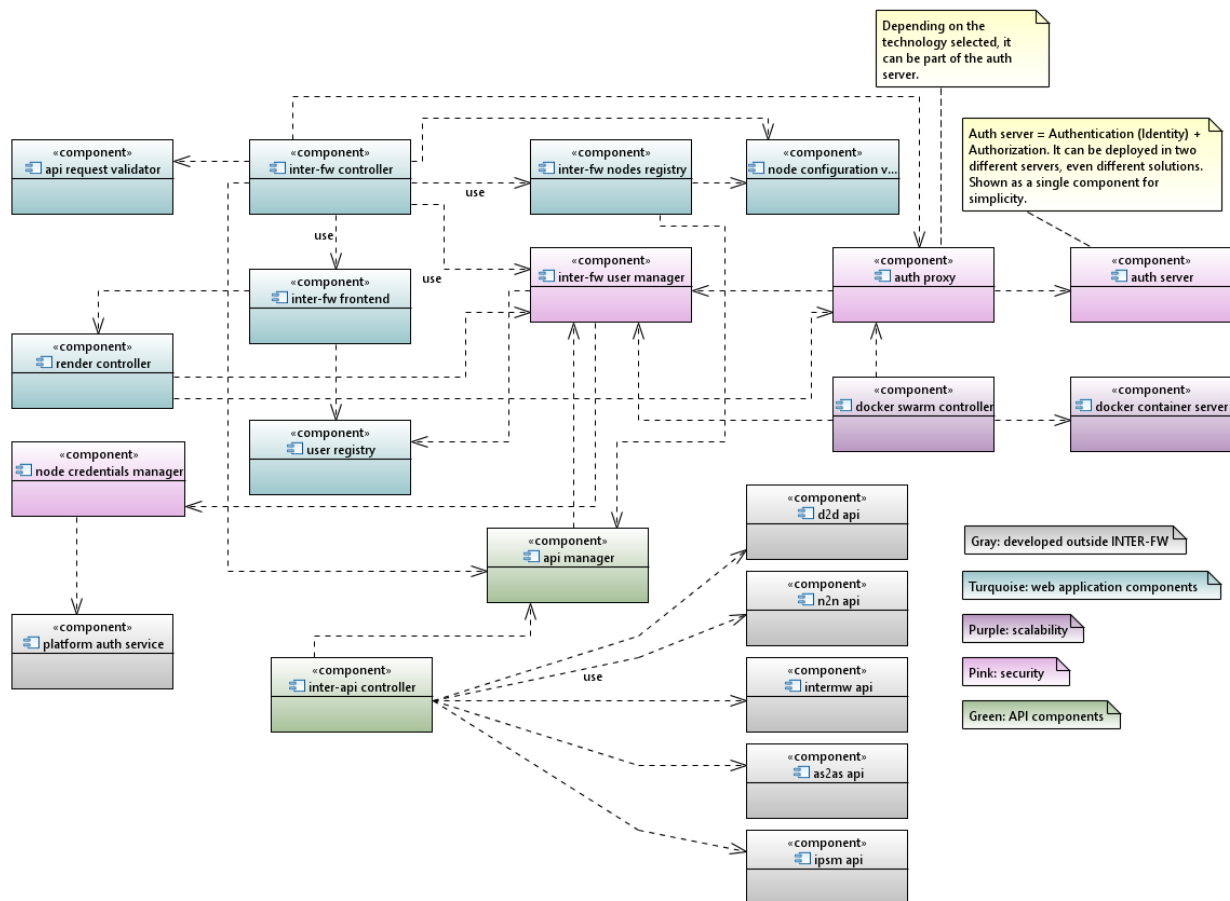 Depending on the
technology selected, it
can be part of the auth
server.
Auth server = Authentication (Identity) +
Authorization. It can be deployed in two
different servers, even different solutions.
Shown as a single component for
simplicity.
«component»
api request validator
«component»
inter-fw controller
«component»
inter-fw nodes registry
«component»
node configuration v...
use
use
use
«component»
inter-fw frontend
«component»
inter-fw user manager
«component»
auth proxy
«component»
auth server
«component»
render controller
«component»
docker swarm controller
«component»
docker container server
«component»
user registry
«component»
node credentials manager
«component»
api manager
«component»
d2d api
Gray: developed outside INTER-FW
«component»
n2n api
Turquoise: web application components
«component»
platform auth service
Purple: scalability
«component»
inter-api controller
use
«component»
intermw api
Pink: security
Green: API components
«component»
as2as api
«component»
ipsm api